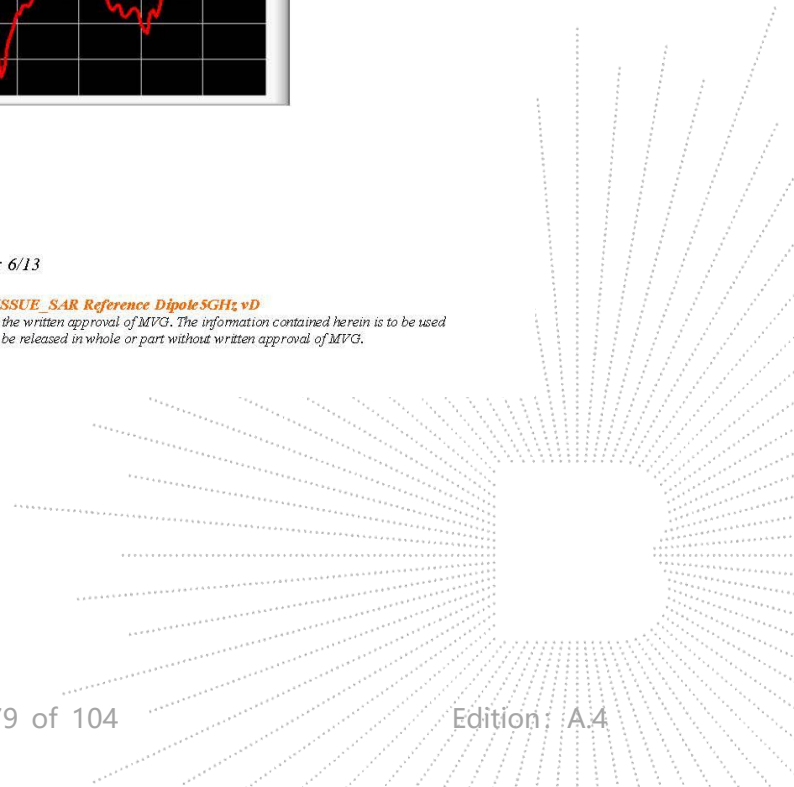 : 6/13
SSUE_SAR Reference Dipole5GHz vD
the written approval of MVG. The information contained herein is to be used
be released in whole or part without written approval of MVG.
79 of 104 Edition: A.4